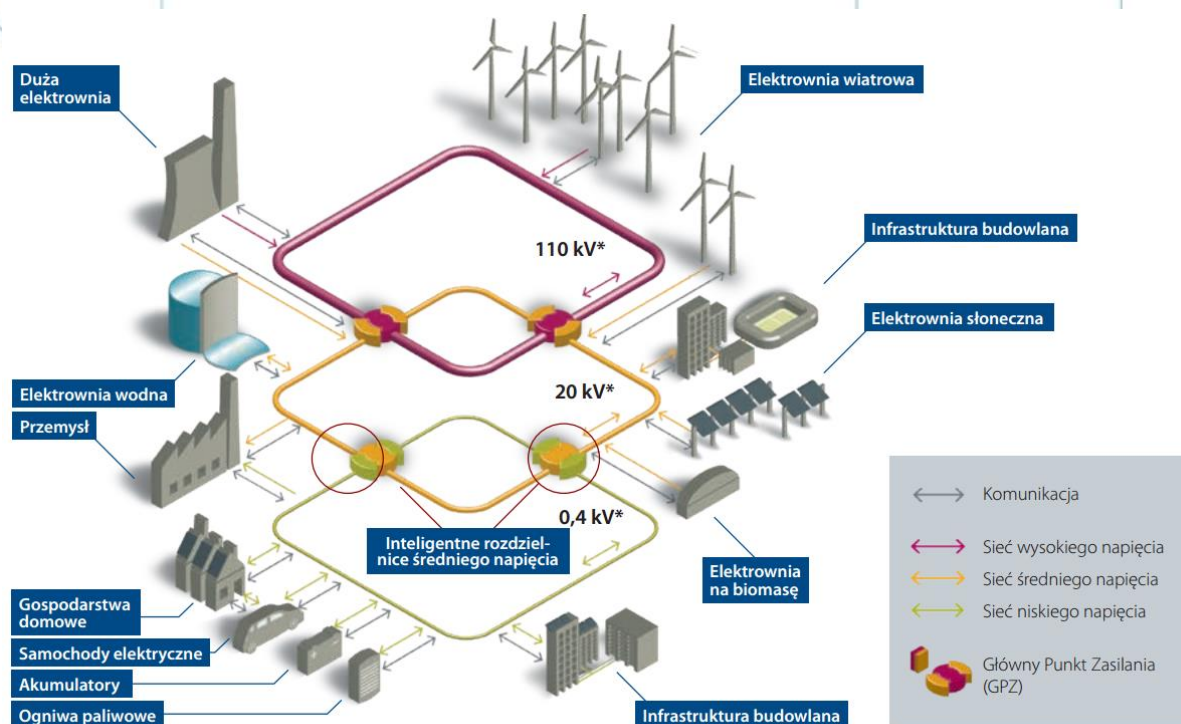 Duża
elektrownia
Elektrownia wiatrowa
Infrastruktura budowlana
110 kV*
Elektrownia słoneczna
Elektrownia wodna
20 kV*
Przemysł
0,4 kV*
Inteligentne rozdziel-
nice średniego napięcia
Elektrownia
na biomasę
Gospodarstwa
domowe
Samochody elektryczne
Akumulatory
Ogniwa paliwowe
Infrastruktura budowlana
Komunikacja
Sieć wysokiego napięcia
Sieć średniego napięcia
Sieć niskiego napięcia
Główny Punkt Zasilania
(GPZ)